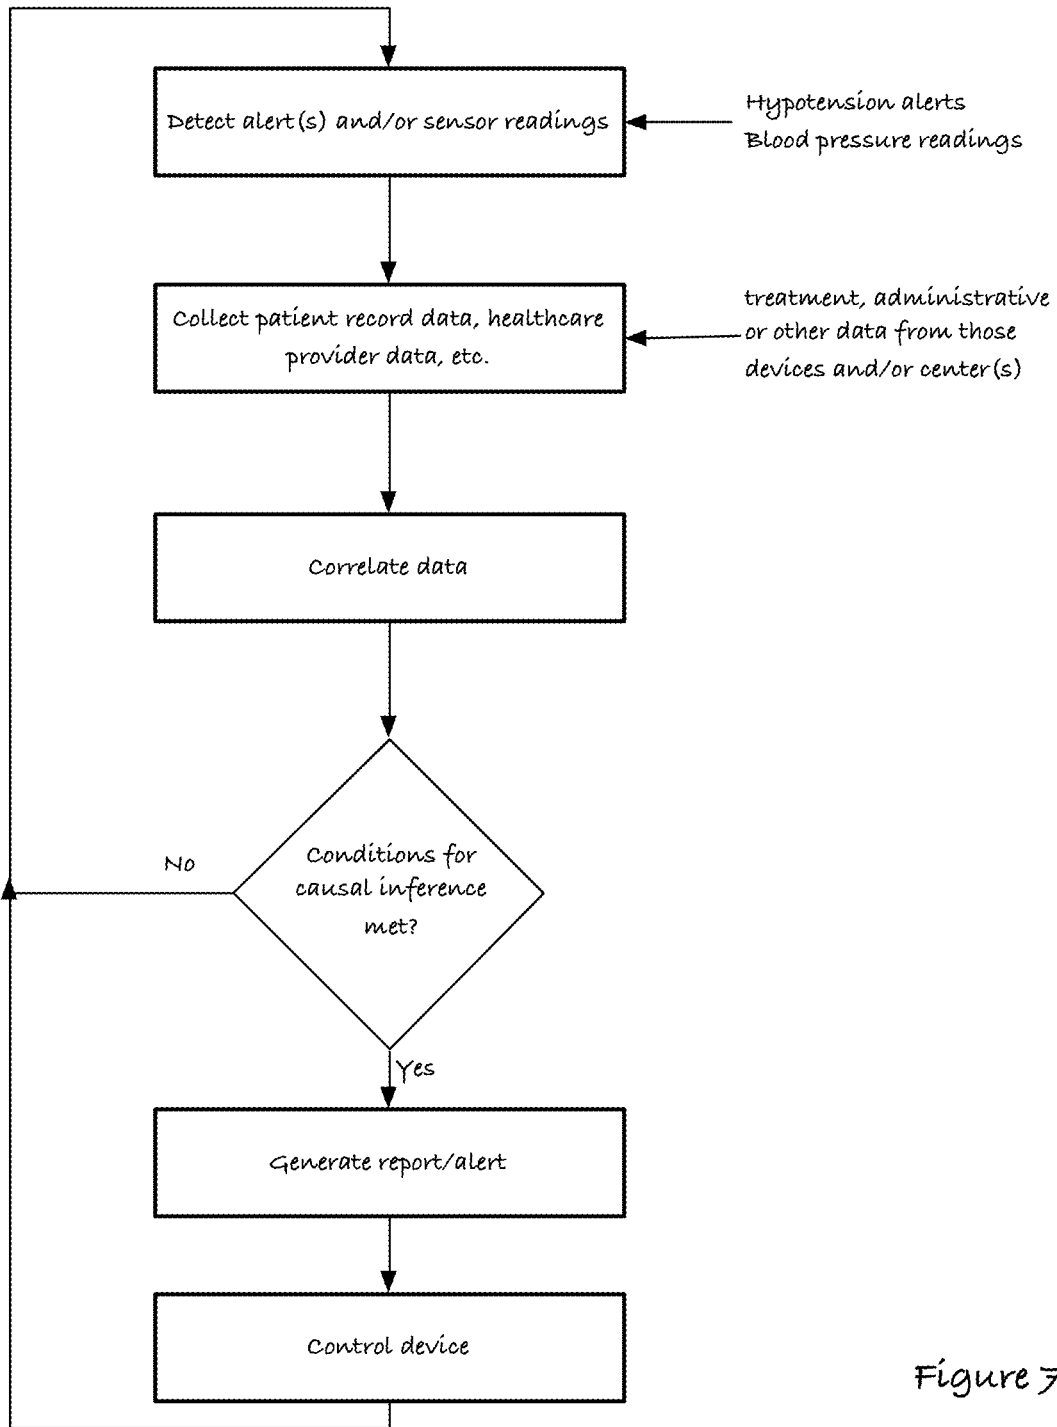 Detect alert(s) and/or sensor readings
Hypotension alerts
Blood pressure readings
Collect patient record data, healthcare
provider data, etc.
treatment, administrative
or other data from those
devices and/or center(s)
Correlate data
Conditions for
causal inference
met?
No
Yes
Generate report/alert
Control device
Figure 7